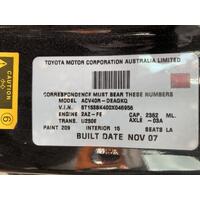 TOYOTA MOTOR CORPORATION AUSTRALIA LIMITED
CORRESPONDENCE MUST BEAR THESE NUMBERS
MODEL ACV40R-DEAGKQ
V.I.N. 6T153BK400X046956
ENGINE 2AZ-FE CAP. 2362 ML.
TRANS. U250E AXLE -03A
PAINT 209 INTERIOR 15 SEATS LA
BUILT DATE NOV 07
6